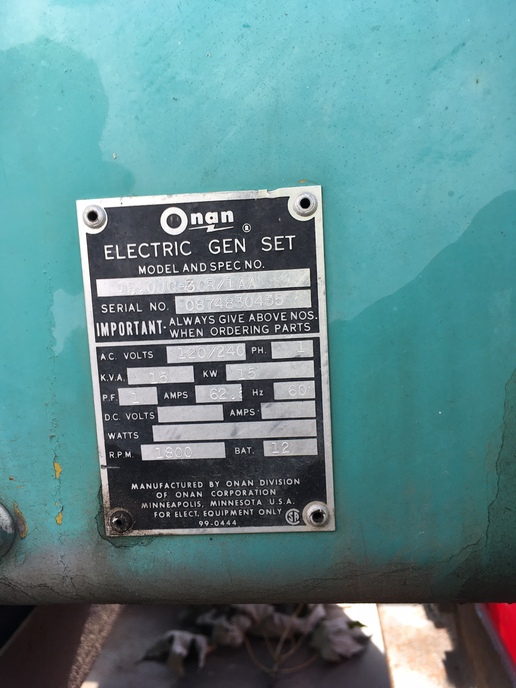 Onan ®
ELECTRIC GEN SET
MODEL AND SPEC NO.
SERIAL NO. 0974830435
IMPORTANT- ALWAYS GIVE ABOVE NOS.
WHEN ORDERING PARTS
A.C. VOLTS 120/240 PH. 1
K.V.A. 15 KW 15
P.F. 1 AMPS 62.5 Hz 60
D.C. VOLTS AMPS
WATTS
R.P.M. 1800 BAT. 12
MANUFACTURED BY ONAN DIVISION
OF ONAN CORPORATION
MINNEAPOLIS, MINNESOTA U.S.A.
FOR ELECT. EQUIPMENT ONLY
99-0444